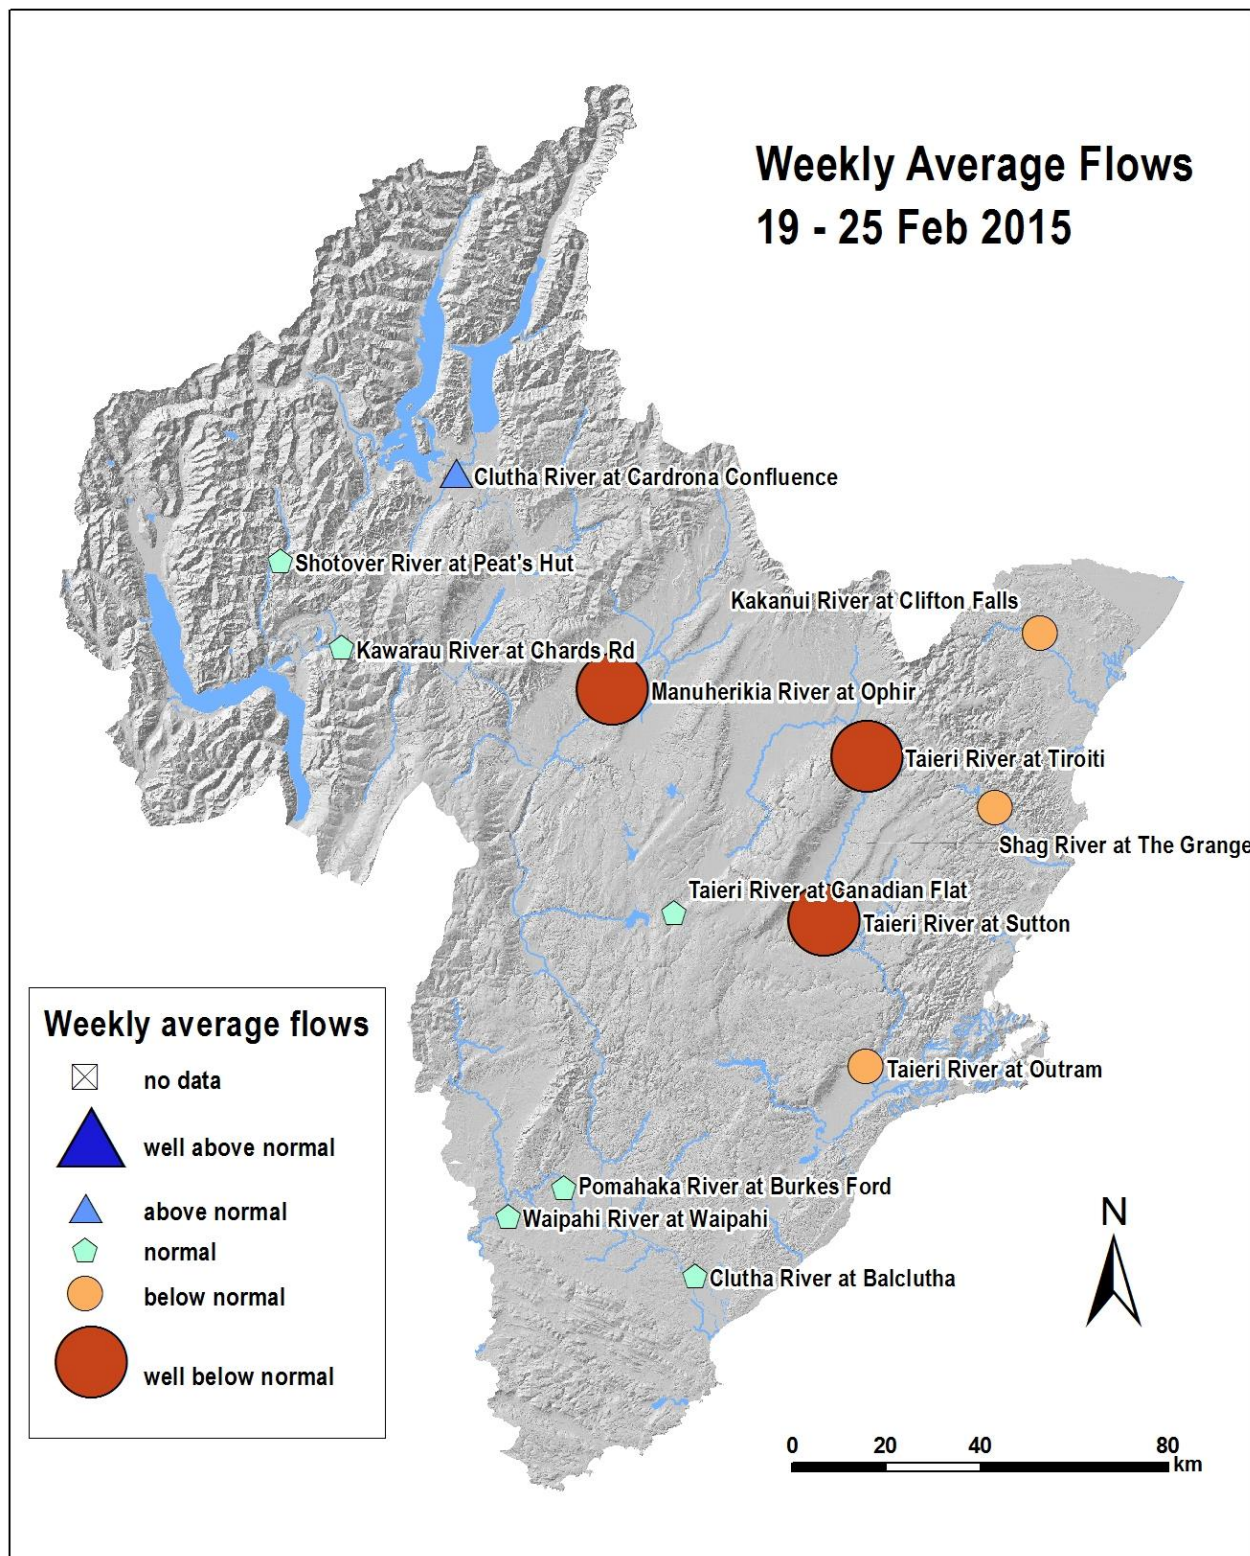 Weekly Average Flows
19 - 25 Feb 2015
Clutha River at Cardrona Confluence
Shotover River at Peat's Hut
Kakanui River at Clifton Falls
Kawarau River at Chards Rd
Manuherikia River at Ophir
Taieri River at Tiroiti
Shag River at The Grange
Taieri River at Canadian Flat
Taieri River at Sutton
Taieri River at Outram
Pomahaka River at Burkes Ford
Waipahi River at Waipahi
Clutha River at Balclutha
Weekly average flows
no data
well above normal
above normal
normal
below normal
well below normal
N
0 20 40 80
km